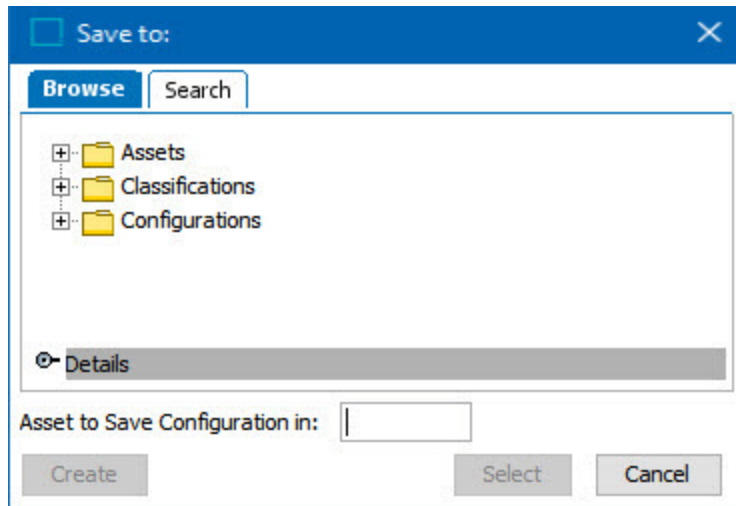 Save to:
Browse Search
Assets
Classifications
Configurations
Details
Asset to Save Configuration in:
Create Select Cancel